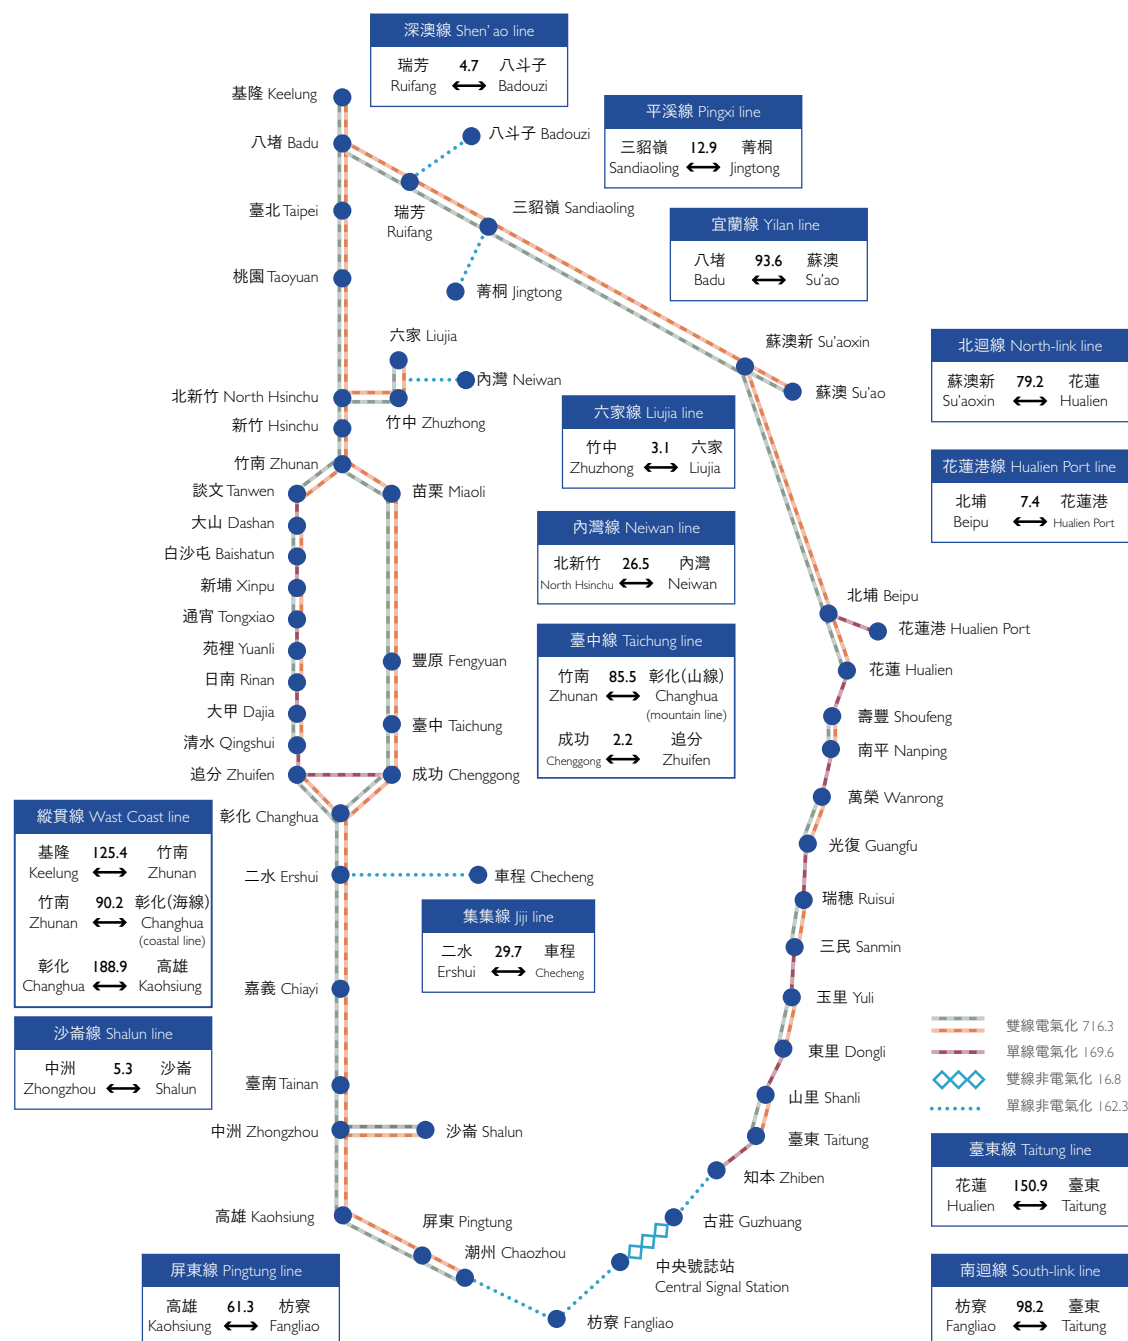 深澳線 Shen' ao line
瑞芳 4.7 八斗子
Ruifang Badouzi
基隆 Keelung
平溪線 Pingxi line
三貂嶺 12.9 菁桐
Sandiaoling Jingtong
八堵 Badu
八斗子 Badouzi
臺北 Taipei
瑞芳
Ruifang
三貂嶺 Sandiaoling
宜蘭線 Yilan line
八堵 93.6 蘇澳
Badu Su'ao
桃園 Taoyuan
菁桐 Jingtong
六家 Liujia
內灣 Neiwan
蘇澳新 Su'aoxin
蘇澳 Su'ao
北迴線 North-link line
蘇澳新 79.2 花蓮
Su'aoxin Hualien
北新竹 North Hsinchu
竹中 Zhuzhong
新竹 Hsinchu
六家線 Liujia line
竹中 3.1 六家
Zhuzhong Liujia
竹南 Zhunan
花蓮港線 Hualien Port line
北埔 7.4 花蓮港
Beipu Hualien Port
談文 Tanwen
苗栗 Miaoli
大山 Dashan
白沙屯 Baishatun
新埔 Xinpu
通宵 Tongxiao
苑裡 Yuanli
日南 Rinan
大甲 Dajia
清水 Qingshui
追分 Zhuifen
內灣線 Neiwan line
北新竹 26.5 內灣
North Hsinchu Neiwan
北埔 Beipu
花蓮港 Hualien Port
豐原 Fengyuan
臺中 Taichung
成功 Chenggong
臺中線 Taichung line
竹南 85.5 彰化(山線)
Zhunan Changhua
(mountain line)
成功 2.2 追分
Chenggong Zhuifen
花蓮 Hualien
壽豐 Shoufeng
南平 Nanping
萬榮 Wanrong
彰化 Changhua
縱貫線 Wast Coast line
基隆 125.4 竹南
Keelung Zhunan
竹南 90.2 彰化(海線)
Zhunan Changhua
(coastal line)
彰化 188.9 高雄
Changhua Kaohsiung
二水 Ershui
車程 Checheng
光復 Guangfu
瑞穗 Ruisui
集集線 Jiji line
二水 29.7 車程
Ershui Checheng
三民 Sanmin
嘉義 Chiayi
玉里 Yuli
沙崙線 Shalun line
中洲 5.3 沙崙
Zhongzhou Shalun
雙線電氣化 716.3
單線電氣化 169.6
雙線非電氣化 16.8
單線非電氣化 162.3
東里 Dongli
臺南 Tainan
山里 Shanli
中洲 Zhongzhou
沙崙 Shalun
臺東 Taitung
臺東線 Taitung line
花蓮 150.9 臺東
Hualien Taitung
知本 Zhiben
高雄 Kaohsiung
屏東 Pingtung
潮州 Chaozhou
古莊 Guzhuang
中央號誌站
Central Signal Station
屏東線 Pingtung line
高雄 61.3 枋寮
Kaohsiung Fangliao
枋寮 Fangliao
南迴線 South-link line
枋寮 98.2 臺東
Fangliao Taitung